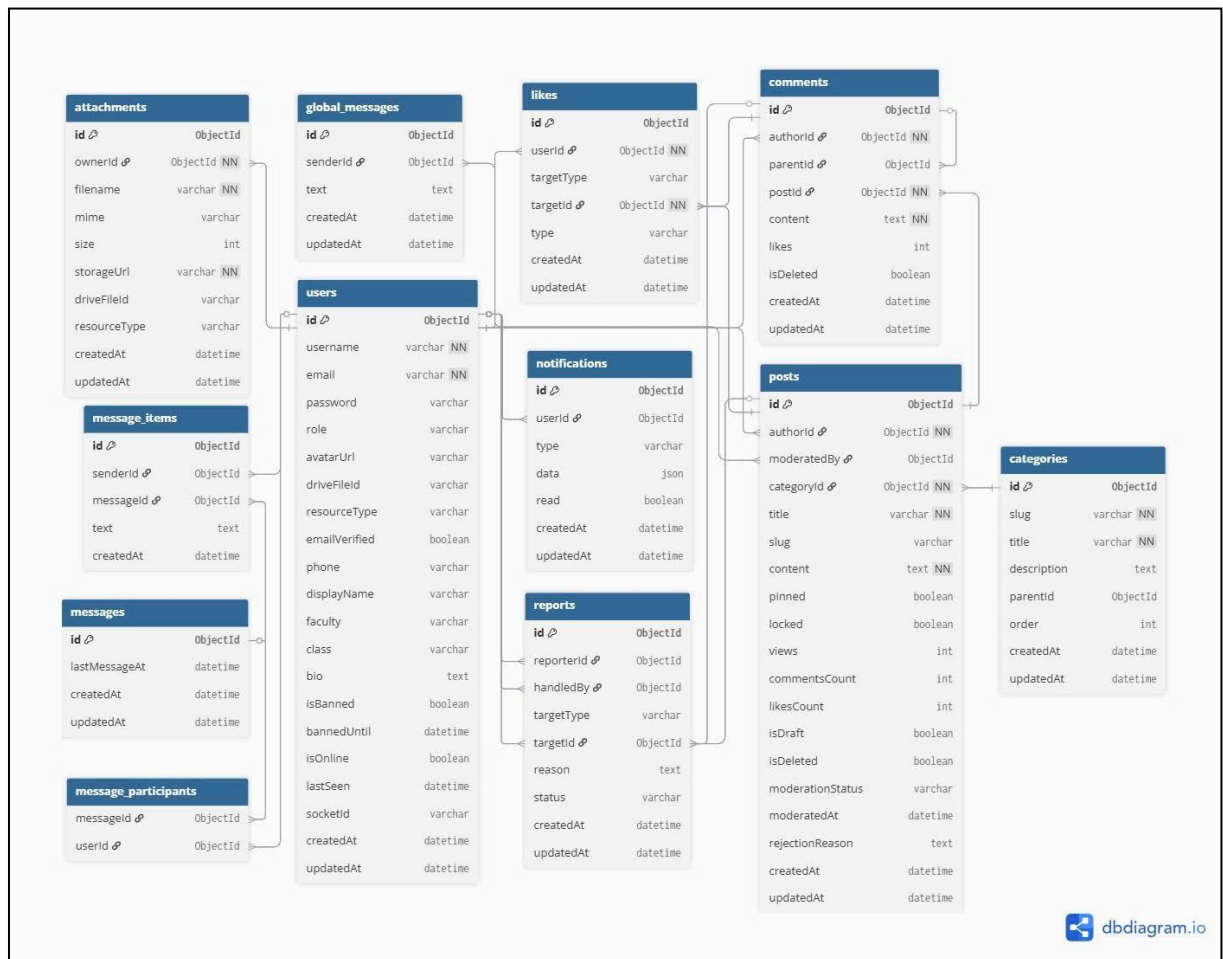 attachments
id ObjectId
ownerId ObjectId NN
filename varchar NN
mime varchar
size int
storageUrl varchar NN
driveFileId varchar
resourceType varchar
createdAt datetime
updatedAt datetime
global_messages
id ObjectId
senderId ObjectId
text text
createdAt datetime
updatedAt datetime
likes
id ObjectId
userId ObjectId NN
targetType varchar
targetId ObjectId NN
type varchar
createdAt datetime
updatedAt datetime
comments
id ObjectId
authorId ObjectId NN
parentId ObjectId
postId ObjectId NN
content text NN
likes int
isDeleted boolean
createdAt datetime
updatedAt datetime
message_items
id ObjectId
senderId ObjectId
messageId ObjectId
text text
createdAt datetime
users
id ObjectId
username varchar NN
email varchar NN
password varchar
role varchar
avatarUrl varchar
driveFileId varchar
resourceType varchar
emailVerified boolean
phone varchar
displayName varchar
faculty varchar
class varchar
bio text
isBanned boolean
bannedUntil datetime
isOnline boolean
lastSeen datetime
socketId varchar
createdAt datetime
updatedAt datetime
notifications
id ObjectId
userId ObjectId
type varchar
data json
read boolean
createdAt datetime
updatedAt datetime
posts
id ObjectId
authorId ObjectId NN
moderatedBy ObjectId
categoryId ObjectId NN
title varchar NN
slug varchar
content text NN
pinned boolean
locked boolean
views int
commentsCount int
likesCount int
isDraft boolean
isDeleted boolean
moderationStatus varchar
moderatedAt datetime
rejectionReason text
createdAt datetime
updatedAt datetime
categories
id ObjectId
slug varchar NN
title varchar NN
description text
parentId ObjectId
order int
createdAt datetime
updatedAt datetime
messages
id ObjectId
lastMessageAt datetime
createdAt datetime
updatedAt datetime
reports
id ObjectId
reporterId ObjectId
handledBy ObjectId
targetType varchar
targetId ObjectId
reason text
status varchar
createdAt datetime
updatedAt datetime
message_participants
messageId ObjectId
userId ObjectId
dbdiagram.io